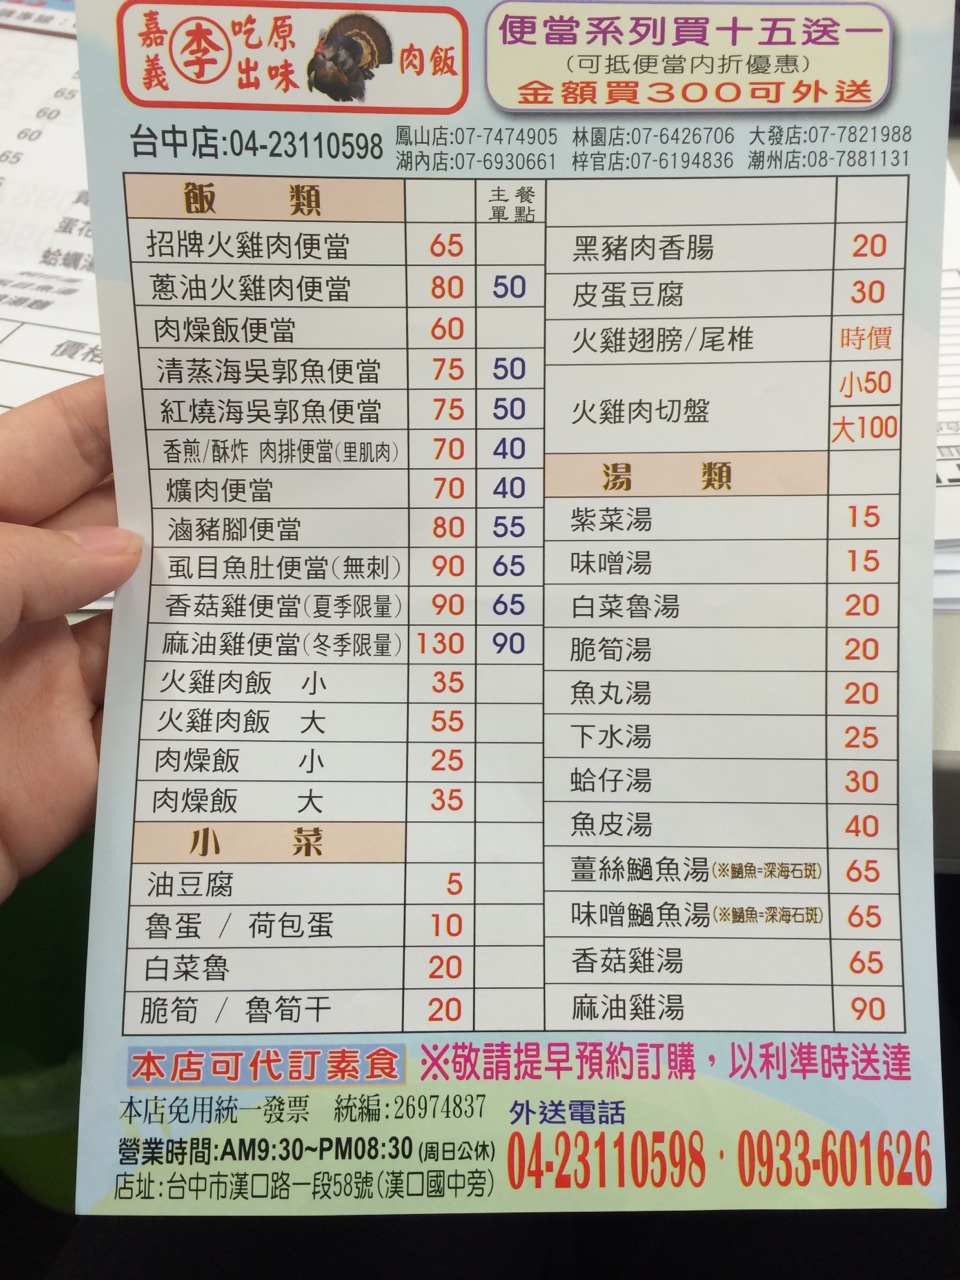 嘉義 李 吃出原味 肉飯
便當系列買十五送一
(可抵便當內折優惠)
金額買300可外送
台中店:04-23110598
鳳山店:07-7474905 林園店:07-6426706 大發店:07-7821988
湖內店:07-6930661 梓官店:07-6194836 潮州店:08-7881131
飯類 主餐單點
招牌火雞肉便當 65
蔥油火雞肉便當 80 50
肉燥飯便當 60
清蒸海吳郭魚便當 75 50
紅燒海吳郭魚便當 75 50
香煎/酥炸 肉排便當(里肌肉) 70 40
爌肉便當 70 40
滷豬腳便當 80 55
虱目魚肚便當(無刺) 90 65
香菇雞便當(夏季限量) 90 65
麻油雞便當(冬季限量) 130 90
火雞肉飯 小 35
火雞肉飯 大 55
肉燥飯 小 25
肉燥飯 大 35
小菜
油豆腐 5
魯蛋 / 荷包蛋 10
白菜魯 20
脆筍 / 魯筍干 20
黑豬肉香腸 20
皮蛋豆腐 30
火雞翅膀/尾椎 時價
火雞肉切盤 小50 大100
湯類
紫菜湯 15
味噌湯 15
白菜魯湯 20
脆筍湯 20
魚丸湯 20
下水湯 25
蛤仔湯 30
魚皮湯 40
薑絲鰏魚湯(※鰏魚=深海石斑) 65
味噌鰏魚湯(※鰏魚=深海石斑) 65
香菇雞湯 65
麻油雞湯 90
本店可代訂素食 ※敬請提早預約訂購，以利準時送達
本店免用統一發票 統編:26974837
營業時間:AM9:30~PM08:30(周日公休)
店址:台中市漢口路一段58號(漢口國中旁)
外送電話
04-23110598·0933-601626